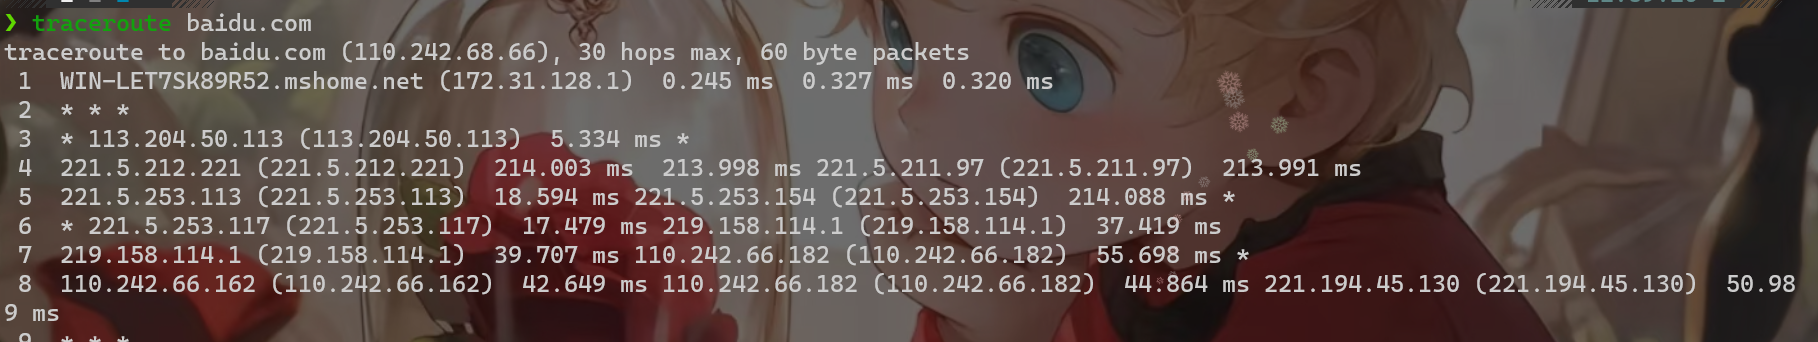 ❯ traceroute baidu.com
traceroute to baidu.com (110.242.68.66), 30 hops max, 60 byte packets
1 WIN-LET7SK89R52.mshome.net (172.31.128.1) 0.245 ms 0.327 ms 0.320 ms
2 * * *
3 * 113.204.50.113 (113.204.50.113) 5.334 ms *
4 221.5.212.221 (221.5.212.221) 214.003 ms 213.998 ms 221.5.211.97 (221.5.211.97) 213.991 ms
5 221.5.253.113 (221.5.253.113) 18.594 ms 221.5.253.154 (221.5.253.154) 214.088 ms *
6 * 221.5.253.117 (221.5.253.117) 17.479 ms 219.158.114.1 (219.158.114.1) 37.419 ms
7 219.158.114.1 (219.158.114.1) 39.707 ms 110.242.66.182 (110.242.66.182) 55.698 ms *
8 110.242.66.162 (110.242.66.162) 42.649 ms 110.242.66.182 (110.242.66.182) 44.864 ms 221.194.45.130 (221.194.45.130) 50.98
9 ms
9 * * *